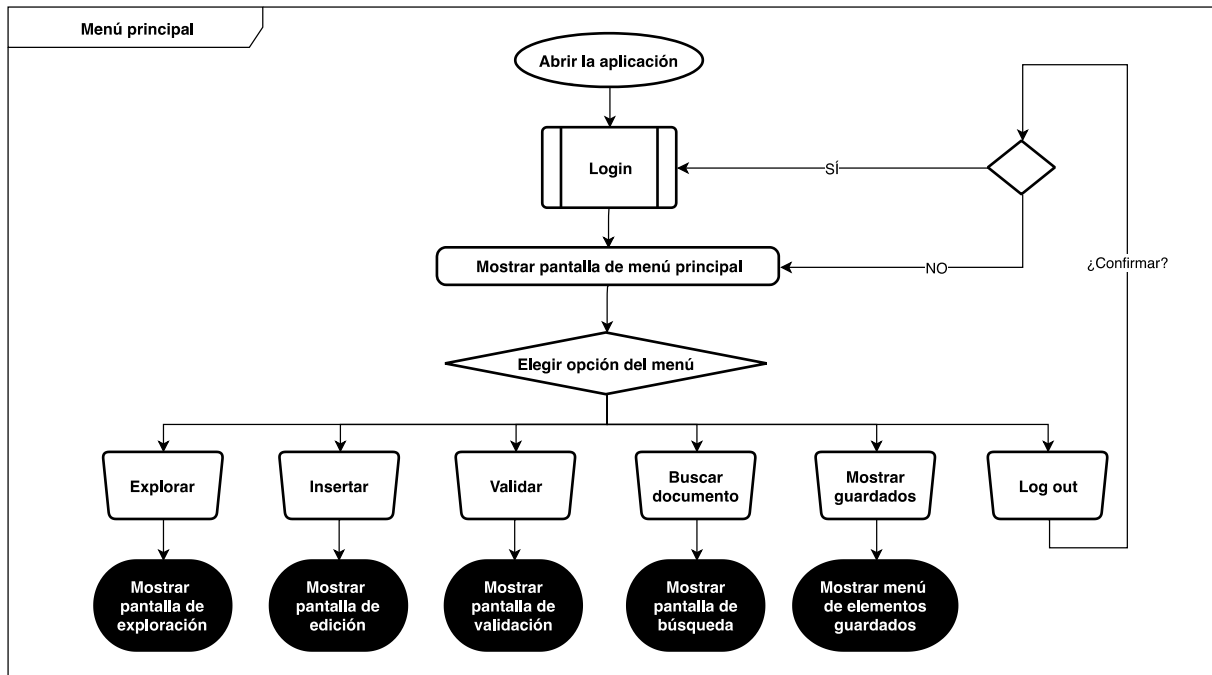 Menú principal
Abrir la aplicación
Login
SÍ
Mostrar pantalla de menú principal
NO
¿Confirmar?
Elegir opción del menú
Explorar
Insertar
Validar
Buscar
documento
Mostrar
guardados
Log out
Mostrar
pantalla de
exploración
Mostrar
pantalla de
edición
Mostrar
pantalla de
validación
Mostrar
pantalla de
búsqueda
Mostrar menú
de elementos
guardados